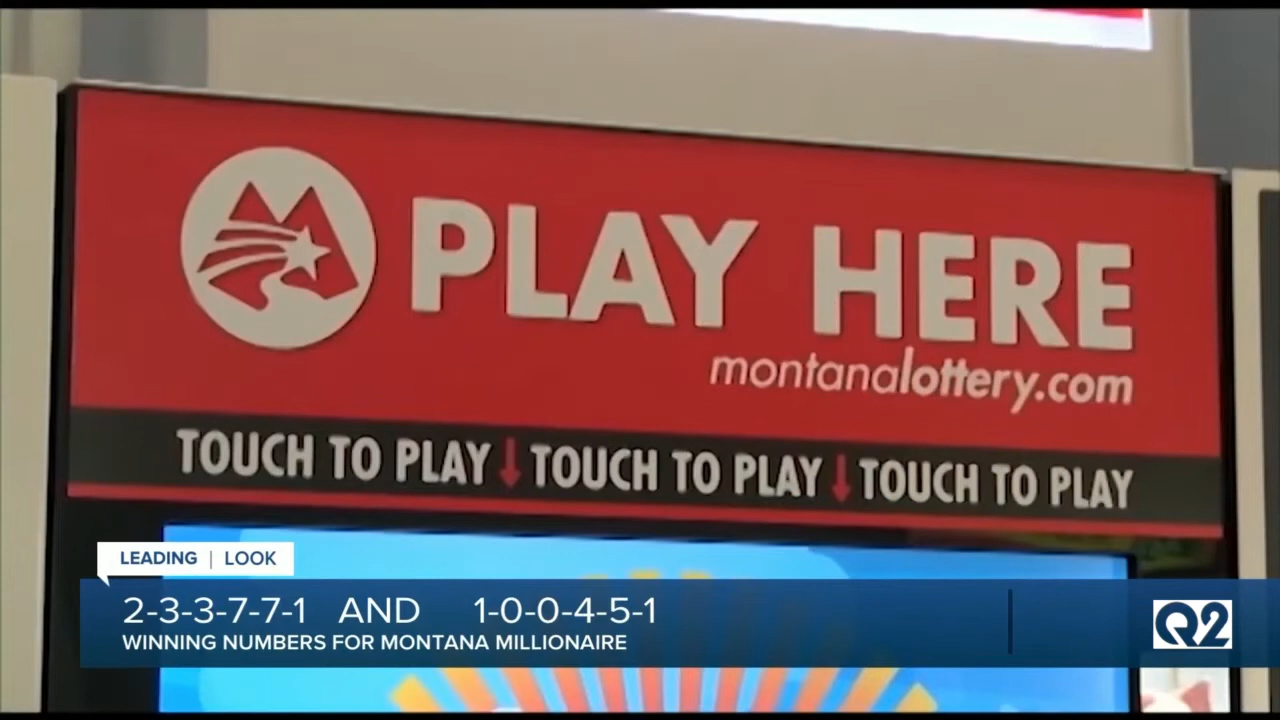 PLAY HERE
montanalottery.com
TOUCH TO PLAY TOUCH TO PLAY TOUCH TO PLAY
LEADING | LOOK
2-3-3-7-7-1 AND 1-0-0-4-5-1
WINNING NUMBERS FOR MONTANA MILLIONAIRE
Q2